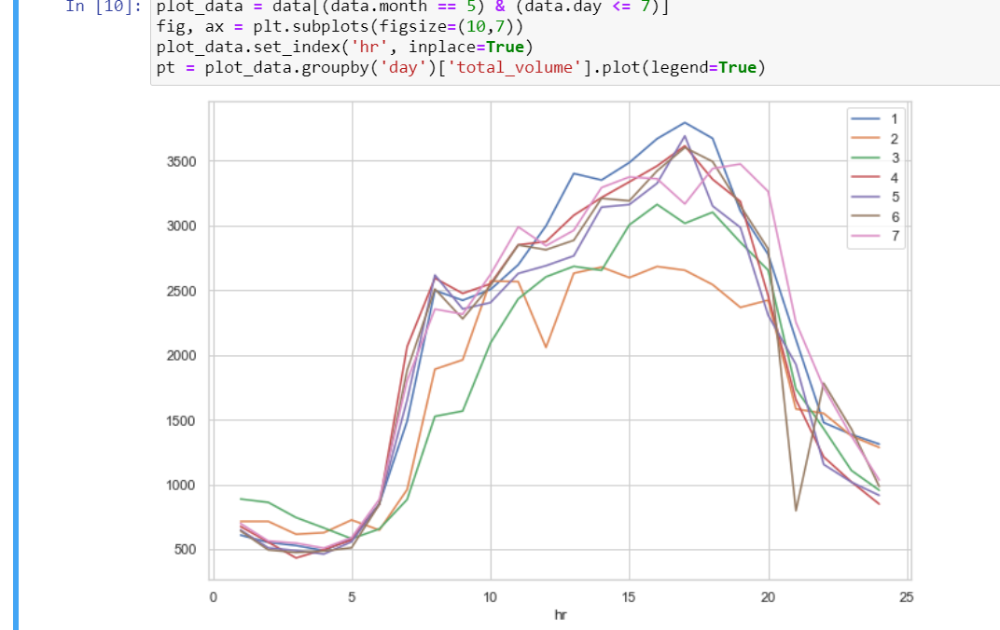 In [10]: plot_data = data[(data.month == 5) & (data.day <= 7)]
fig, ax = plt.subplots(figsize=(10,7))
plot_data.set_index('hr', inplace=True)
pt = plot_data.groupby('day')['total_volume'].plot(legend=True)
1
2
3
4
5
6
7
3500
3000
2500
2000
1500
1000
500
0 5 10 15 20 25
hr